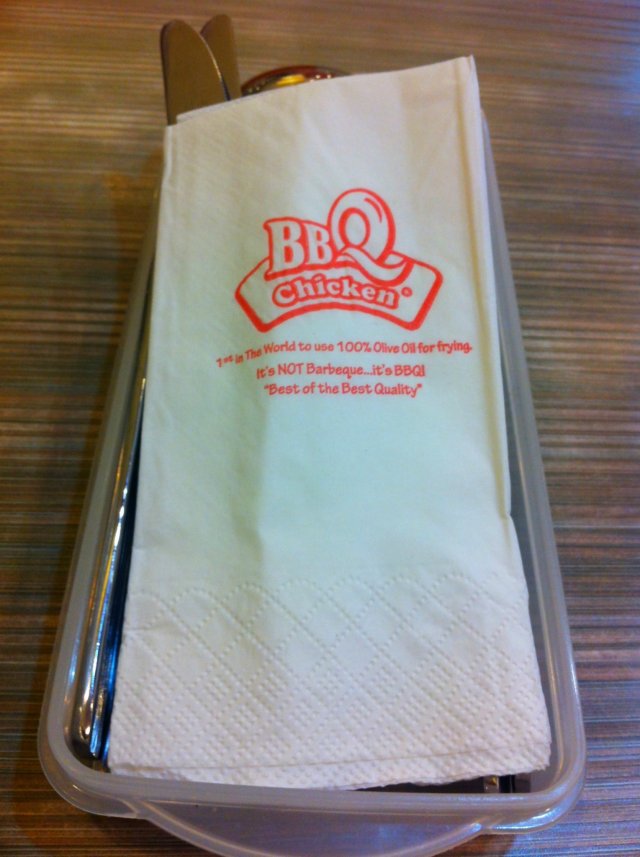 BBQ
Chicken®
1st in The World to use 100% Olive Oil for frying.
It's NOT Barbeque...it's BBQ!
"Best of the Best Quality"